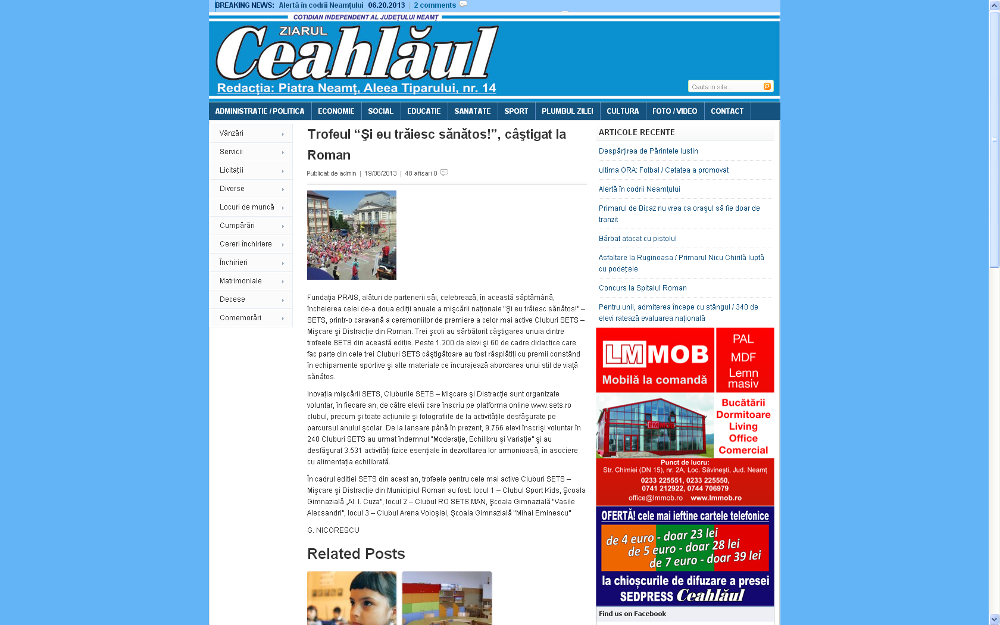 BREAKING NEWS: Alertă în codrii Neamţului 06.20.2013 | 2 comments
COTIDIAN INDEPENDENT AL JUDEŢULUI NEAMŢ
ZIARUL
Ceahlăul
Redacţia: Piatra Neamţ, Aleea Tiparului, nr. 14
Cauta in site...
ADMINISTRATIE / POLITICA ECONOMIE SOCIAL EDUCATIE SANATATE SPORT PLUMBUL ZILEI CULTURA FOTO / VIDEO CONTACT
Vânzări
Servicii
Licitaţii
Diverse
Locuri de muncă
Cumpărări
Cereri închiriere
Închirieri
Matrimoniale
Decese
Comemorări
Trofeul “Şi eu trăiesc sănătos!”, câştigat la
Roman
Publicat de admin | 19/06/2013 | 48 afisari 0
Fundaţia PRAIS, alături de partenerii săi, celebrează, în această săptămână,
încheierea celei de-a doua ediţii anuale a mişcării naţionale "Şi eu trăiesc sănătos!" –
SETS, printr-o caravană a ceremoniilor de premiere a celor mai active Cluburi SETS –
Mişcare şi Distracţie din Roman. Trei şcoli au sărbătorit câştigarea unuia dintre
trofeele SETS din această ediţie. Peste 1.200 de elevi şi 60 de cadre didactice care
fac parte din cele trei Cluburi SETS câştigătoare au fost răsplătiţi cu premii constând
în echipamente sportive şi alte materiale ce încurajează abordarea unui stil de viaţă
sănătos.
Inovaţia mişcării SETS, Cluburile SETS – Mişcare şi Distracţie sunt organizate
voluntar, în fiecare an, de către elevii care înscriu pe platforma online www.sets.ro
clubul, precum şi toate acţiunile şi fotografiile de la activităţile desfăşurate pe
parcursul anului şcolar. De la lansare până în prezent, 9.766 elevi înscrişi voluntar în
240 Cluburi SETS au urmat îndemnul "Moderaţie, Echilibru şi Variaţie" şi au
desfăşurat 3.531 activităţi fizice esenţiale în dezvoltarea lor armonioasă, în asociere
cu alimentaţia echilibrată.
În cadrul editiei SETS din acest an, trofeele pentru cele mai active Cluburi SETS –
Mişcare şi Distracţie din Municipiul Roman au fost: locul 1 – Clubul Sport Kids, Şcoala
Gimnazială „Al. I. Cuza”, locul 2 – Clubul RO SETS MAN, Şcoala Gimnazială "Vasile
Alecsandri", locul 3 – Clubul Arena Voioşiei, Şcoala Gimnazială "Mihai Eminescu"
G. NICORESCU
Related Posts
ARTICOLE RECENTE
Despărţirea de Părintele Iustin
ultima ORA: Fotbal / Cetatea a promovat
Alertă în codrii Neamţului
Primarul de Bicaz nu vrea ca oraşul să fie doar de
tranzit
Bărbat atacat cu pistolul
Asfaltare la Ruginoasa / Primarul Nicu Chirilă luptă
cu podeţele
Concurs la Spitalul Roman
Pentru unii, admiterea începe cu stângul / 340 de
elevi ratează evaluarea naţională
LMMOB
Mobilă la comandă
PAL
MDF
Lemn
masiv
LMMOB
Bucătării
Dormitoare
Living
Office
Comercial
Punct de lucru:
Str. Chimiei (DN 15), nr. 2A, Loc. Săvineşti, Jud. Neamţ
0233 225551, 0233 225550,
0741 212922, 0744 706979
office@lmmob.ro www.lmmob.ro
OFERTĂ! cele mai ieftine cartele telefonice
de 4 euro - doar 23 lei
de 5 euro - doar 28 lei
de 7 euro - doar 39 lei
la chioşcurile de difuzare a presei
SEDPRESS Ceahlăul
Find us on Facebook